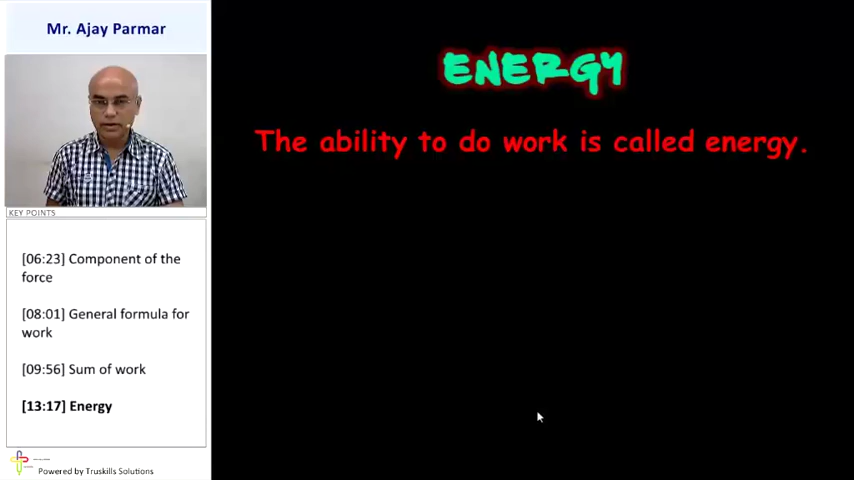 Mr. Ajay Parmar
ENERGY
The ability to do work is called energy.
KEY POINTS
[06:23] Component of the
force
[08:01] General formula for
work
[09:56] Sum of work
[13:17] Energy
Powered by Truskills Solutions